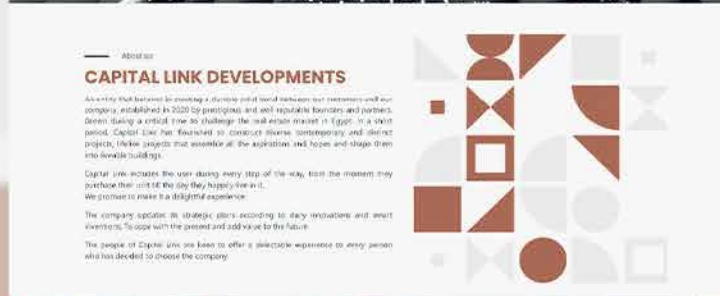 About us
CAPITAL LINK DEVELOPMENTS
An entity that believes in creating a durable solid bond between our customers and our
company, established in 2020 by prestigious and well reputable founders and partners.
Driven during a critical time to challenge the real estate market in Egypt. In a short
period, Capital Link has flourished to construct diverse contemporary and distinct
projects, lifelike projects that assemble all the aspirations and hopes and shape them
into liveable buildings.
Capital Link includes the user during every step of the way, from the moment they
purchase their unit till the day they happily live in it.
We promise to make it a delightful experience.
The company updates its strategic plans according to daily renovations and smart
inventions. To cope with the present and add value to the future.
The people of Capital Link are keen to offer a delectable experience to every person
who has decided to choose the company.